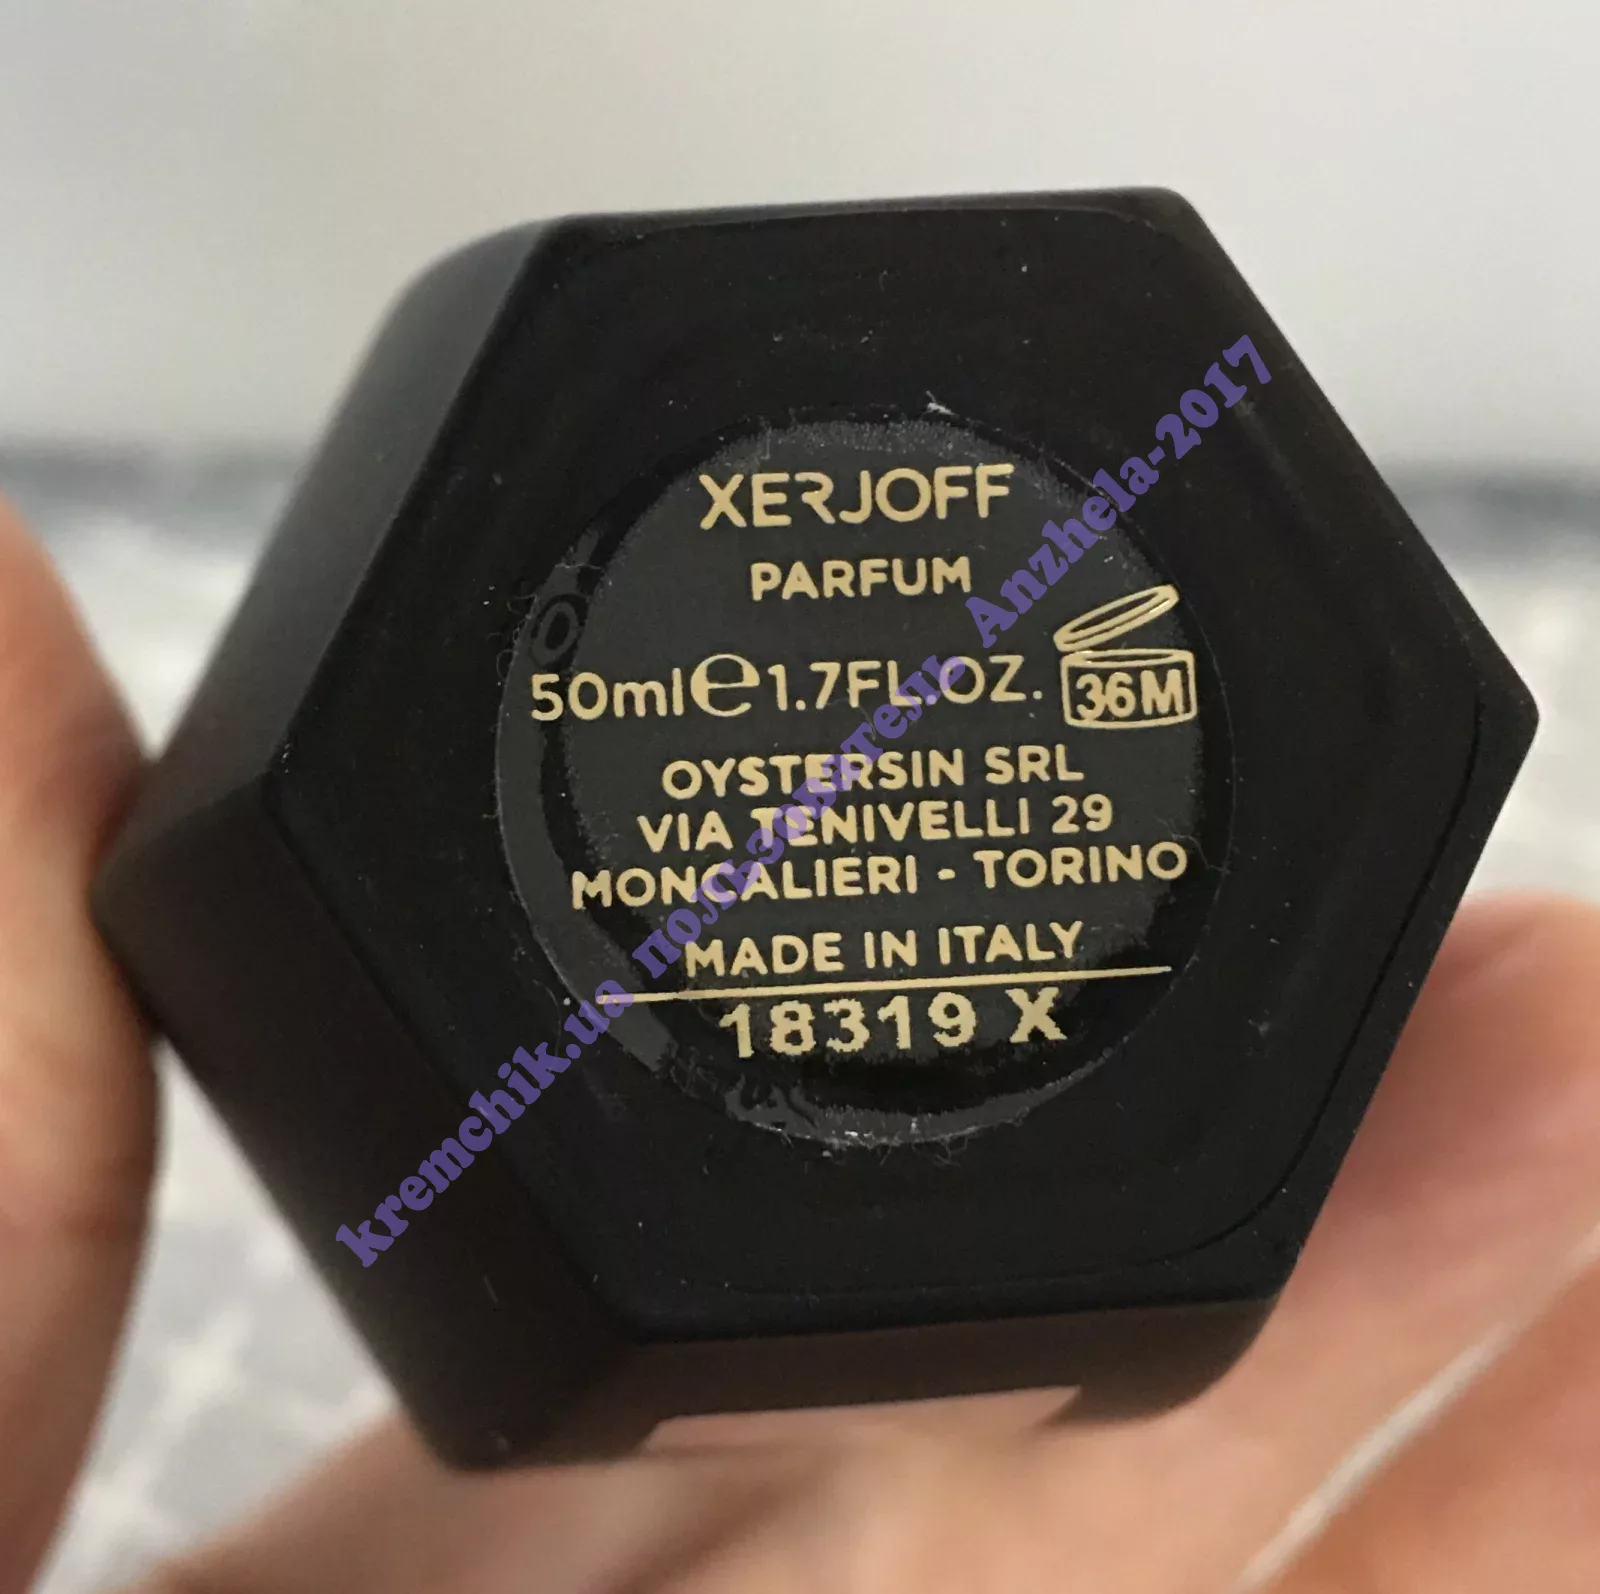 XERJOFF
PARFUM
50ml e 1.7FL.OZ. 36M
OYSTERSIN SRL
VIA TENIVELLI 29
MONCALIERI - TORINO
MADE IN ITALY
18319 X
kremchik.ua пользователь Anzhela-2017